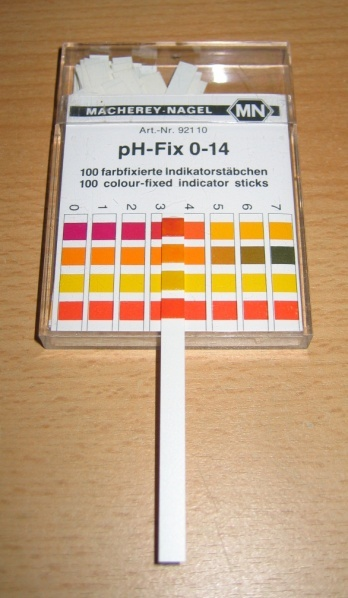 MACHEREY-NAGEL MN
Art.-Nr. 92110
pH-Fix 0-14
100 farbfixierte Indikatorstäbchen
100 colour-fixed indicator sticks
0 1 2 3 4 5 6 7